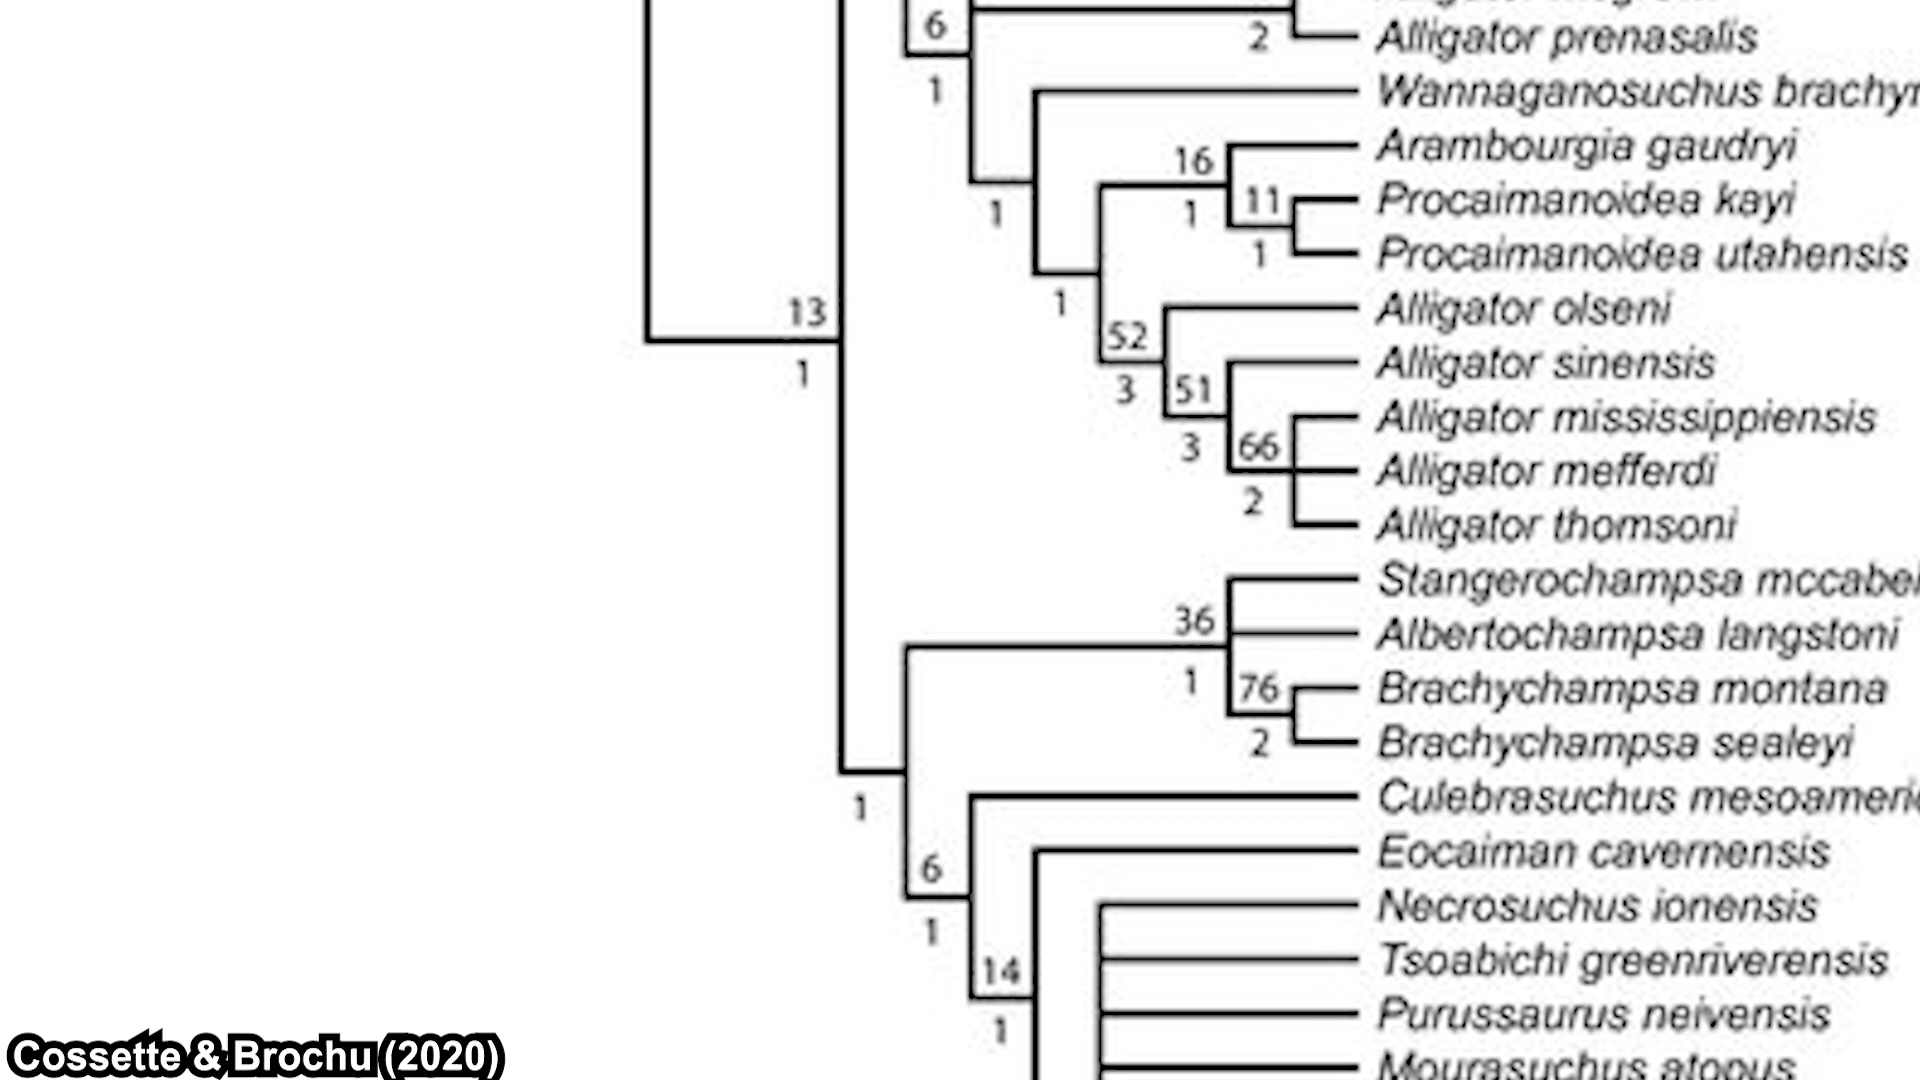 6
2
Alligator prenasalis
1
Wannaganosuchus
16
Arambourgia gaudryi
1
1
11
Procaimanoidea kayi
1
Procaimanoidea utahensis
13
1
Alligator olseni
52
1
Alligator sinensis
3
51
Alligator mississippiensis
3
66
Alligator mefferdi
2
Alligator thomsoni
Stangerochampsa
36
Albertochampsa langstoni
1
76
Brachychampsa montana
2
Brachychampsa sealeyi
1
Culebrasuchus
6
Eocaiman cavernensis
1
Necrosuchus ionensis
14
Tsoabichi greenriverensis
1
Purussaurus neivensis
Mourasuchus atopus
Cossette & Brochu (2020)